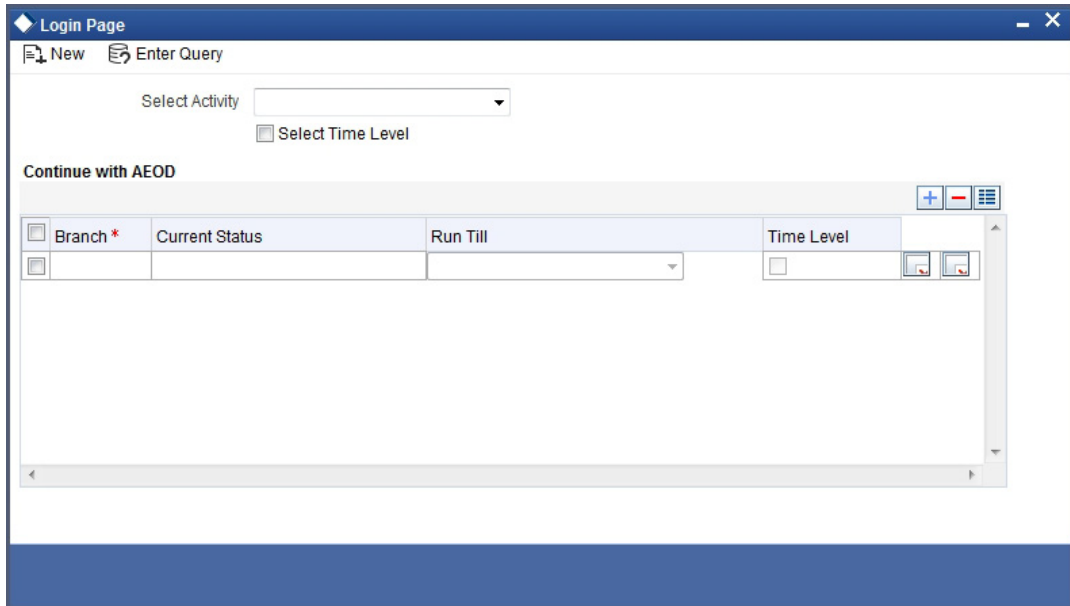 Login Page
New Enter Query
Select Activity
Select Time Level
Continue with AEOD
Branch * Current Status Run Till Time Level